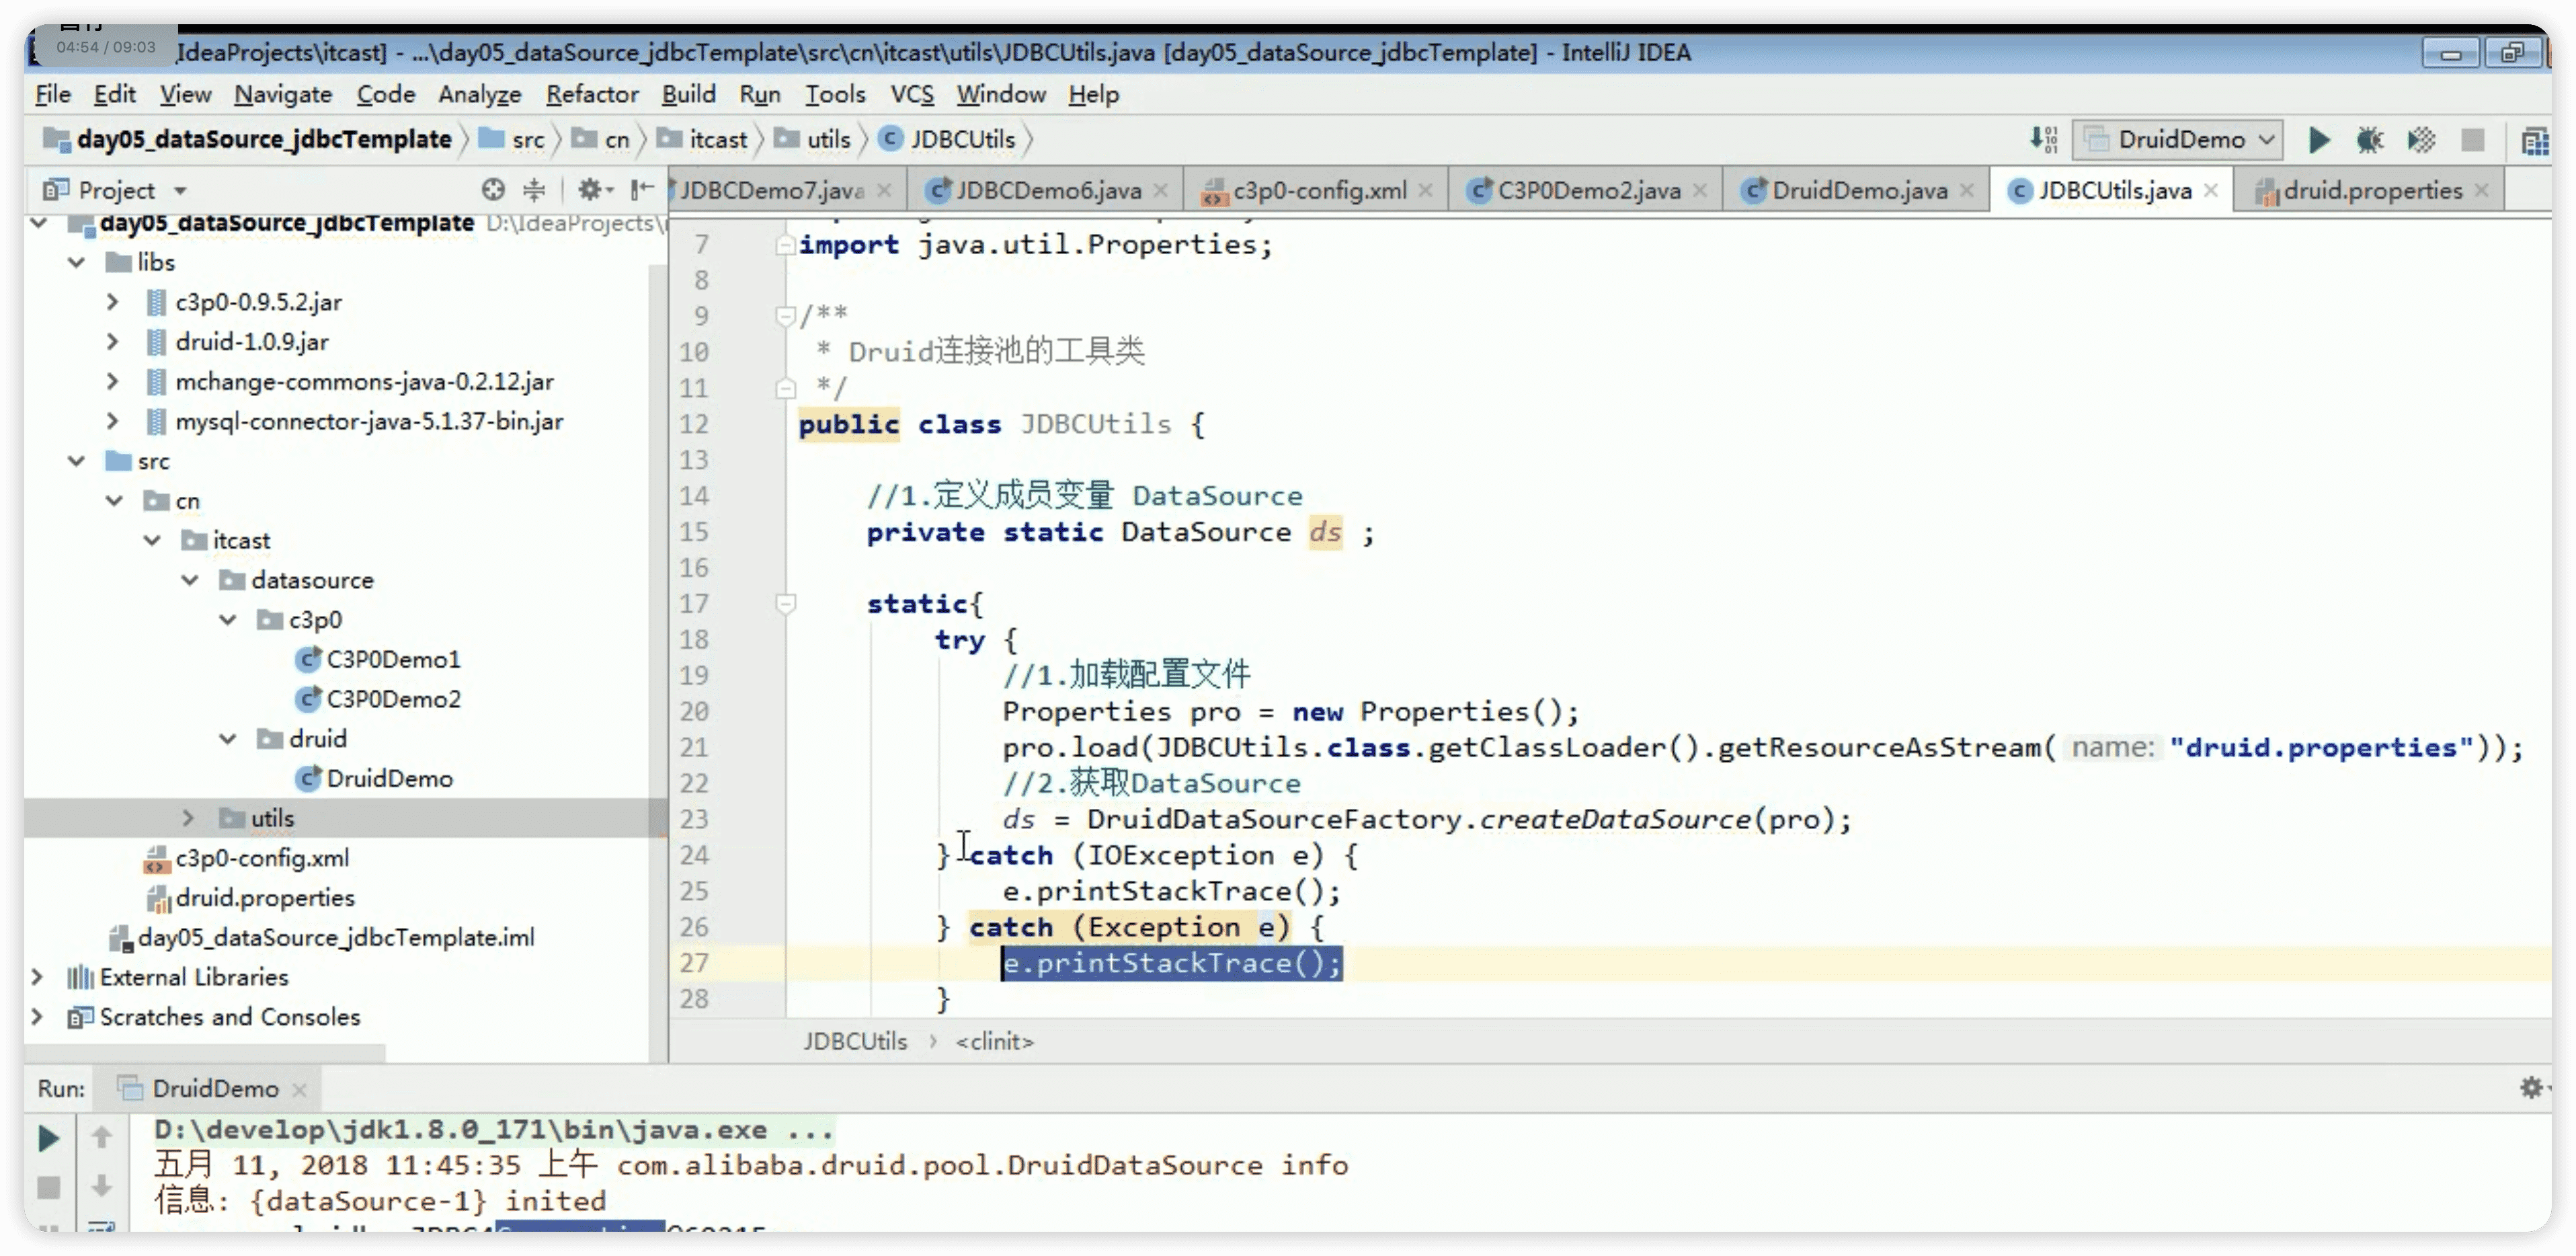 04:54 / 09:03
IdeaProjects\itcast] - ...\day05_dataSource_jdbcTemplate\src\cn\itcast\utils\JDBCUtils.java [day05_dataSource_jdbcTemplate] - IntelliJ IDEA
File Edit View Navigate Code Analyze Refactor Build Run Tools VCS Window Help
day05_dataSource_jdbcTemplate src cn itcast utils JDBCUtils DruidDemo
Project JDBCDemo7.java JDBCDemo6.java c3p0-config.xml C3P0Demo2.java DruidDemo.java JDBCUtils.java druid.properties
day05_dataSource_jdbcTemplate D:\IdeaProjects\
libs
c3p0-0.9.5.2.jar
druid-1.0.9.jar
mchange-commons-java-0.2.12.jar
mysql-connector-java-5.1.37-bin.jar
src
cn
itcast
datasource
c3p0
C3P0Demo1
C3P0Demo2
druid
DruidDemo
utils
c3p0-config.xml
druid.properties
day05_dataSource_jdbcTemplate.iml
External Libraries
Scratches and Consoles
7 import java.util.Properties;
8
9 /**
10 * Druid连接池的工具类
11 */
12 public class JDBCUtils {
13
14 //1.定义成员变量 DataSource
15 private static DataSource ds ;
16
17 static{
18 try {
19 //1.加载配置文件
20 Properties pro = new Properties();
21 pro.load(JDBCUtils.class.getClassLoader().getResourceAsStream( name: "druid.properties"));
22 //2.获取DataSource
23 ds = DruidDataSourceFactory.createDataSource(pro);
24 } catch (IOException e) {
25 e.printStackTrace();
26 } catch (Exception e) {
27 e.printStackTrace();
28 }
JDBCUtils › <clinit>
Run: DruidDemo
D:\develop\jdk1.8.0_171\bin\java.exe ...
五月 11, 2018 11:45:35 上午 com.alibaba.druid.pool.DruidDataSource info
信息: {dataSource-1} inited